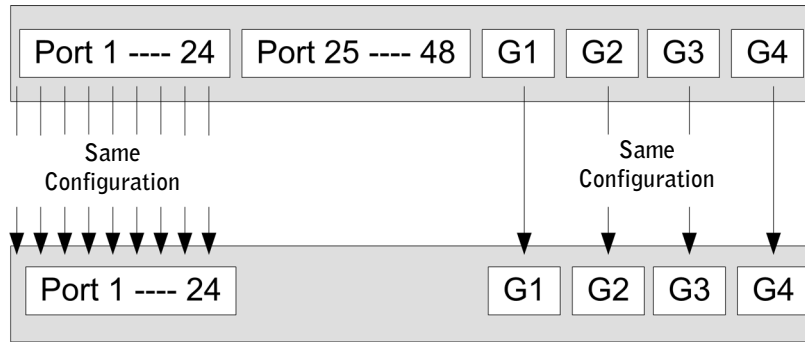 Port 1 ---- 24 Port 25 ---- 48 G1 G2 G3 G4
Same
Configuration
Same
Configuration
Port 1 ---- 24 G1 G2 G3 G4